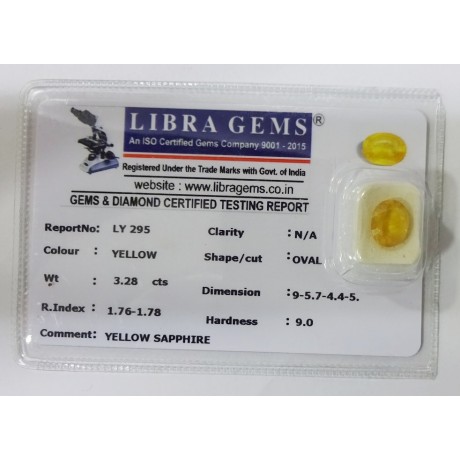 LIBRA GEMS®
An ISO Certified Gems Company 9001 - 2015
Registered Under the Trade Marks with Govt. of India
website : www.libragems.co.in
GEMS & DIAMOND CERTIFIED TESTING REPORT
ReportNo: LY 295 Clarity : N/A
Colour : YELLOW Shape/cut : OVAL
Wt : 3.28 cts Dimension : 9-5.7-4.4-5.
R.Index : 1.76-1.78 Hardness : 9.0
Comment: YELLOW SAPPHIRE